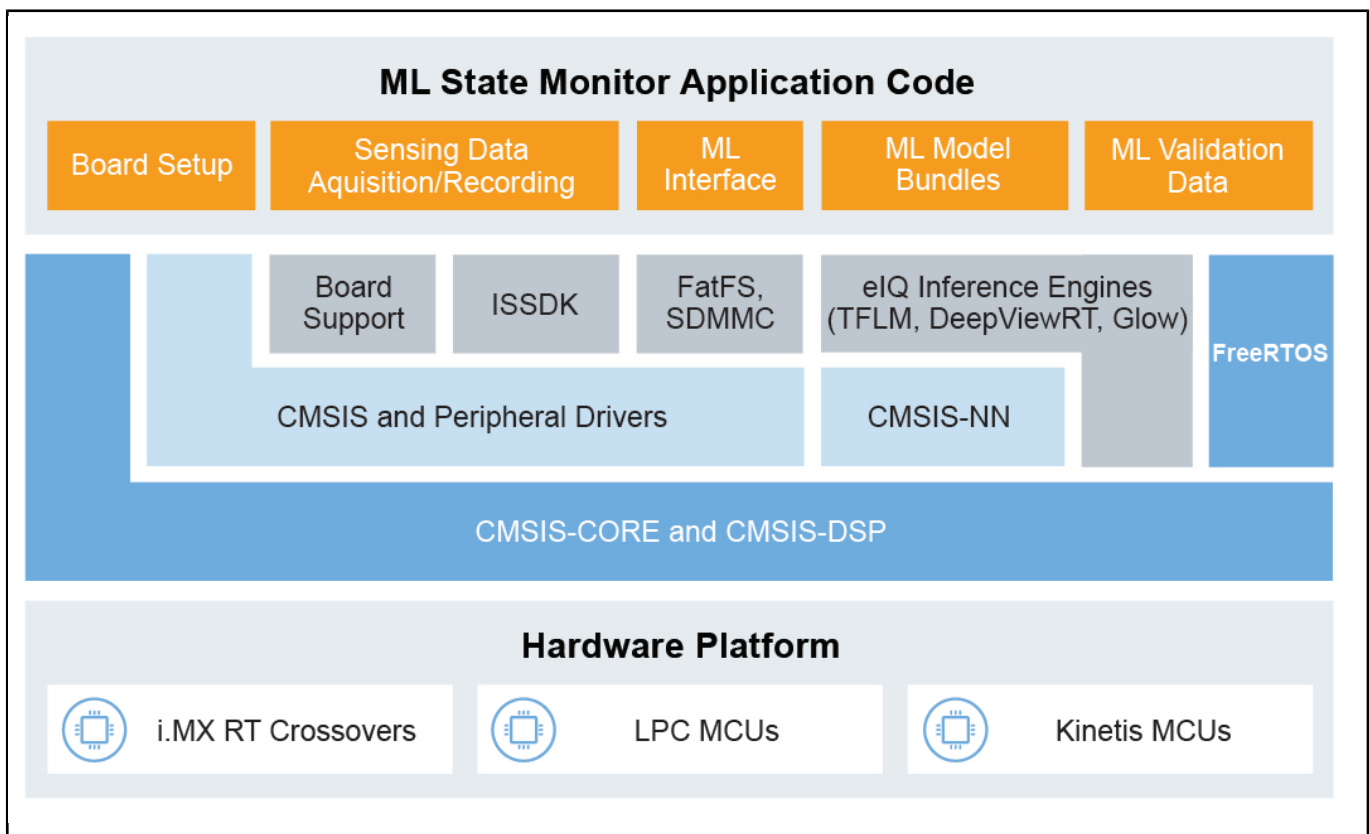 ML State Monitor Application Code
Board Setup
Sensing Data
Aquisition/Recording
ML
Interface
ML Model
Bundles
ML Validation
Data
Board
Support
ISSDK
FatFS,
SDMMC
eIQ Inference Engines
(TFLM, DeepViewRT, Glow)
FreeRTOS
CMSIS and Peripheral Drivers
CMSIS-NN
CMSIS-CORE and CMSIS-DSP
Hardware Platform
i.MX RT Crossovers
LPC MCUs
Kinetis MCUs